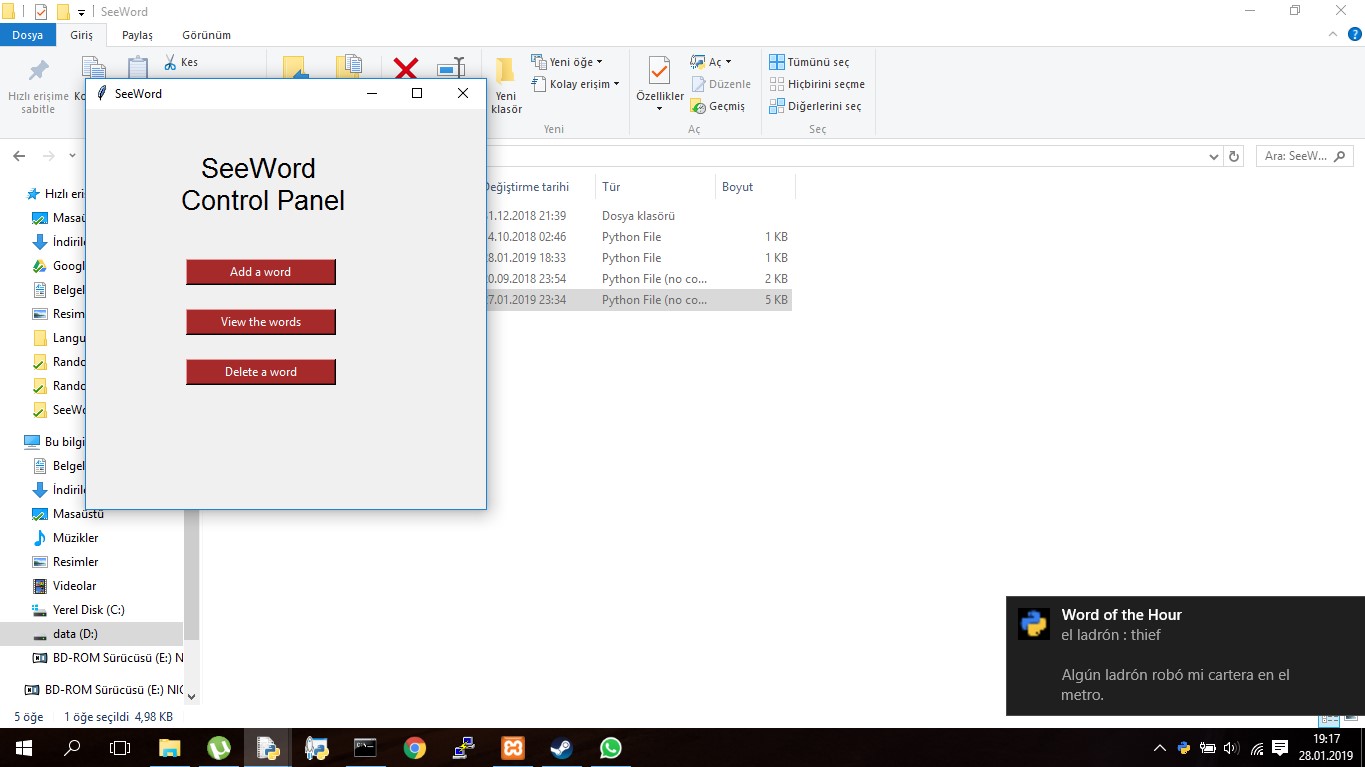 SeeWord
Dosya
Giriş
Paylaş
Görünüm
Hızlı erişime
sabitle
Kes
Yeni
klasör
Yeni öğe
Kolay erişim
Yeni
Özellikler
Aç
Düzenle
Geçmiş
Aç
Tümünü seç
Hiçbirini seçme
Diğerlerini seç
Seç
SeeWord
SeeWord
Control Panel
Add a word
View the words
Delete a word
Ara: SeeW...
Değiştirme tarihi
Tür
Boyut
1.12.2018 21:39
Dosya klasörü
4.10.2018 02:46
Python File
1 KB
8.01.2019 18:33
Python File
1 KB
0.09.2018 23:54
Python File (no co...
2 KB
7.01.2019 23:34
Python File (no co...
5 KB
Hızlı eri
Masaü
İndiril
Googl
Belgel
Resim
Langu
Rando
Rando
SeeWo
Bu bilgi
Belgel
İndiril
Masaüstü
Müzikler
Resimler
Videolar
Yerel Disk (C:)
data (D:)
BD-ROM Sürücüsü (E:) N
BD-ROM Sürücüsü (E:) NIC
5 öğe
1 öğe seçildi 4,98 KB
Word of the Hour
el ladrón : thief
Algún ladrón robó mi cartera en el
metro.
19:17
28.01.2019